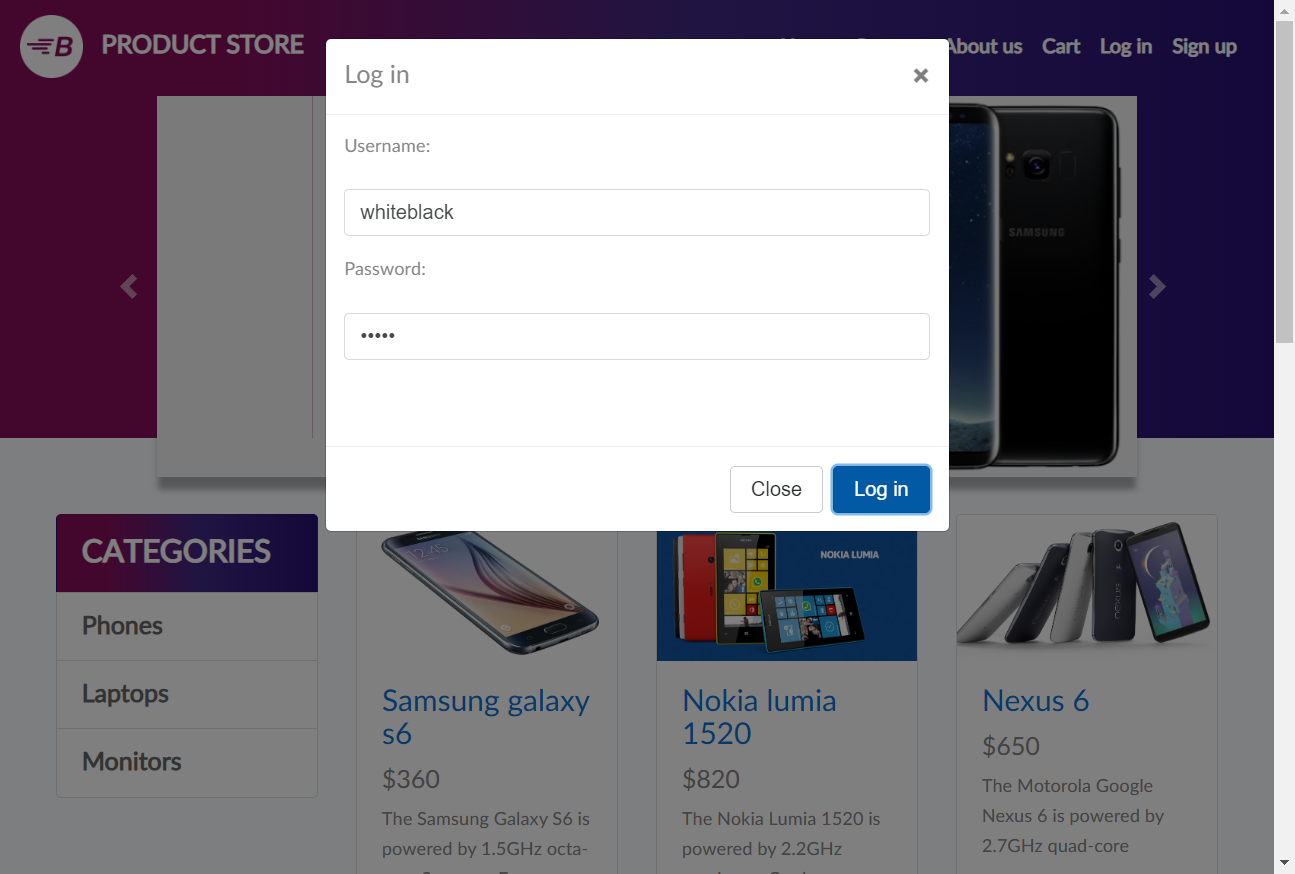 B PRODUCT STORE
About us Cart Log in Sign up
Log in
×
Username:
whiteblack
Password:
•••••
Close Log in
SAMSUNG
CATEGORIES
Phones
Laptops
Monitors
12:45
NOKIA LUMIA
nexus
Samsung galaxy
s6
$360
The Samsung Galaxy S6 is
powered by 1.5GHz octa-
Nokia lumia
1520
$820
The Nokia Lumia 1520 is
powered by 2.2GHz
Nexus 6
$650
The Motorola Google
Nexus 6 is powered by
2.7GHz quad-core